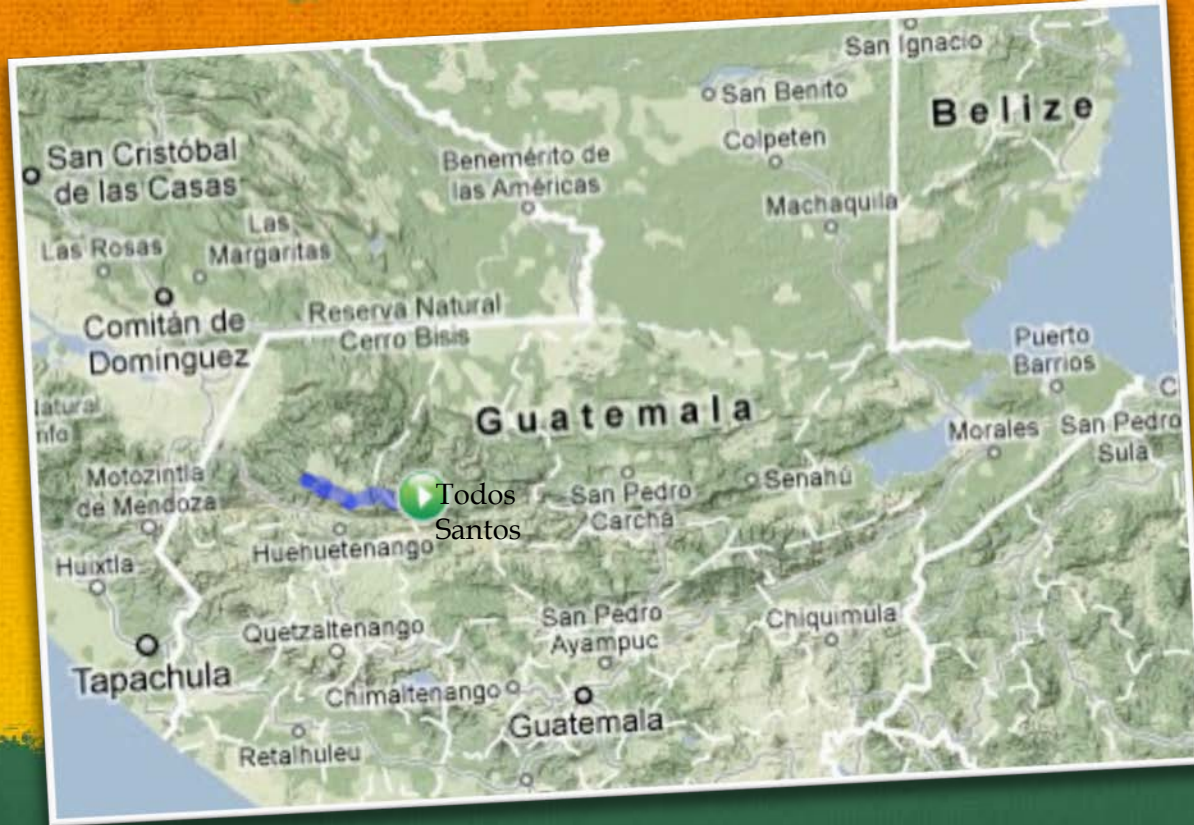 San Ignacio
San Benito
Belize
Colpeten
San Cristóbal
de las Casas
Benemérito de
las Américas
Machaquila
Las
Margaritas
Las Rosas
Reserva Natural
Cerro Bisis
Comitán de
Domínguez
Puerto
Barrios
C
atural
nfo
Guatemala
Morales
San Pedro
Sula
Motozintla
de Mendoza
Todos
Santos
San Pedro
Carchá
Senahú
Huehuetenango
Huixtla
Quetzaltenango
San Pedro
Ayampuc
Chiquimula
Tapachula
Chimaltenango
Guatemala
Retalhuleu